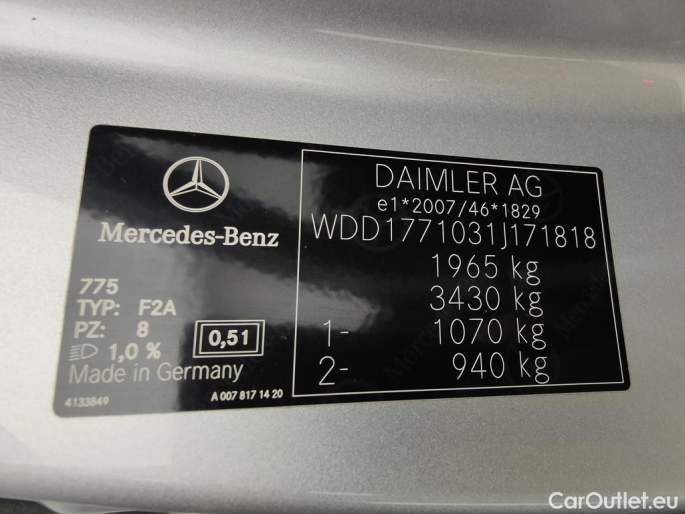 Mercedes-Benz
775
TYP: F2A
PZ: 8
1,0 %
0,51
Made in Germany
4133849
A 007 817 14 20
DAIMLER AG
e1*2007/46*1829
WDD1771031J171818
1965 kg
3430 kg
1- 1070 kg
2- 940 kg
CarOutlet.eu